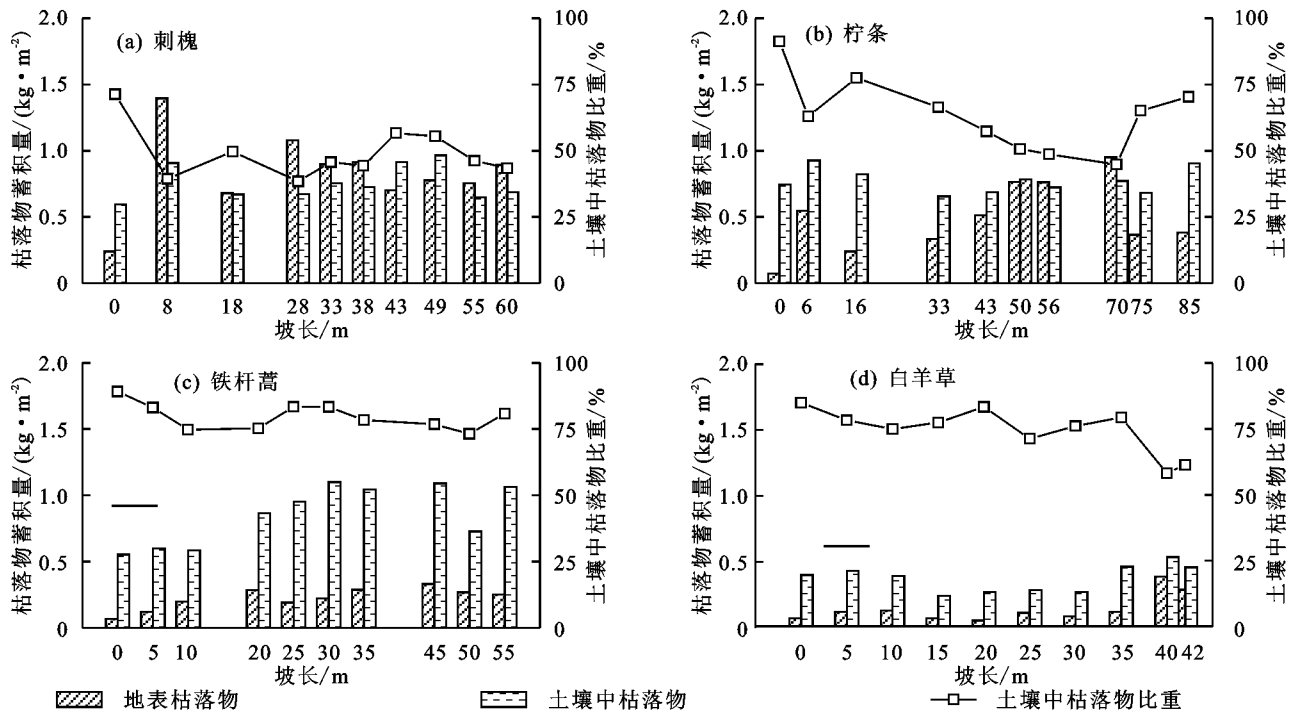 枯落物蓄积量/(kg·m⁻²)
2.0
1.5
1.0
0.5
0
(a) 刺槐
100
75
50
25
0
土壤中枯落物比重/%
0 8 18 28 33 38 43 49 55 60
坡长/m
枯落物蓄积量/(kg·m⁻²)
2.0
1.5
1.0
0.5
0
(b) 柠条
100
75
50
25
0
土壤中枯落物比重/%
0 6 16 33 43 50 56 70 75 85
坡长/m
枯落物蓄积量/(kg·m⁻²)
2.0
1.5
1.0
0.5
0
(c) 铁杆蒿
100
75
50
25
0
土壤中枯落物比重/%
0 5 10 20 25 30 35 45 50 55
坡长/m
枯落物蓄积量/(kg·m⁻²)
2.0
1.5
1.0
0.5
0
(d) 白羊草
100
75
50
25
0
土壤中枯落物比重/%
0 5 10 15 20 25 30 35 40 42
坡长/m
地表枯落物 土壤中枯落物 土壤中枯落物比重